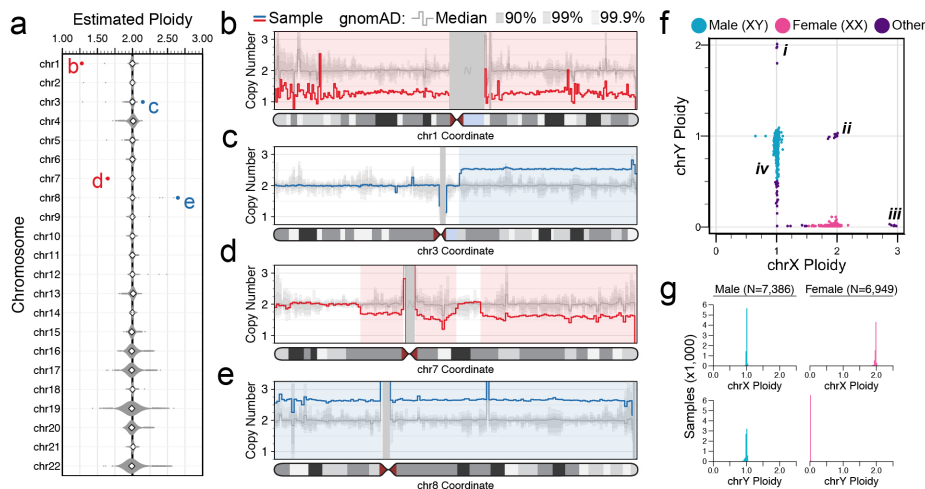 a
Estimated Ploidy
1.00 2.00 3.00
Chromosome
chr1
chr2
chr3
chr4
chr5
chr6
chr7
chr8
chr9
chr10
chr11
chr12
chr13
chr14
chr15
chr16
chr17
chr18
chr19
chr20
chr21
chr22
b
c
d
e
Sample gnomAD: Median 90% 99% 99.9%
b
Copy Number
3
2
1
N
chr1 Coordinate
c
Copy Number
3
2
1
chr3 Coordinate
d
Copy Number
3
2
1
chr7 Coordinate
e
Copy Number
3
2
1
chr8 Coordinate
f
Male (XY) Female (XX) Other
chrY Ploidy
2
1
0
i
ii
iii
iv
0 1 2 3
chrX Ploidy
g
Male (N=7,386) Female (N=6,949)
Samples (x1,000)
6
5
4
3
2
1
0
0.0 1.0 2.0 0.0 1.0 2.0
chrX Ploidy chrX Ploidy
6
5
4
3
2
1
0
0.0 1.0 2.0 0.0 1.0 2.0
chrY Ploidy chrY Ploidy